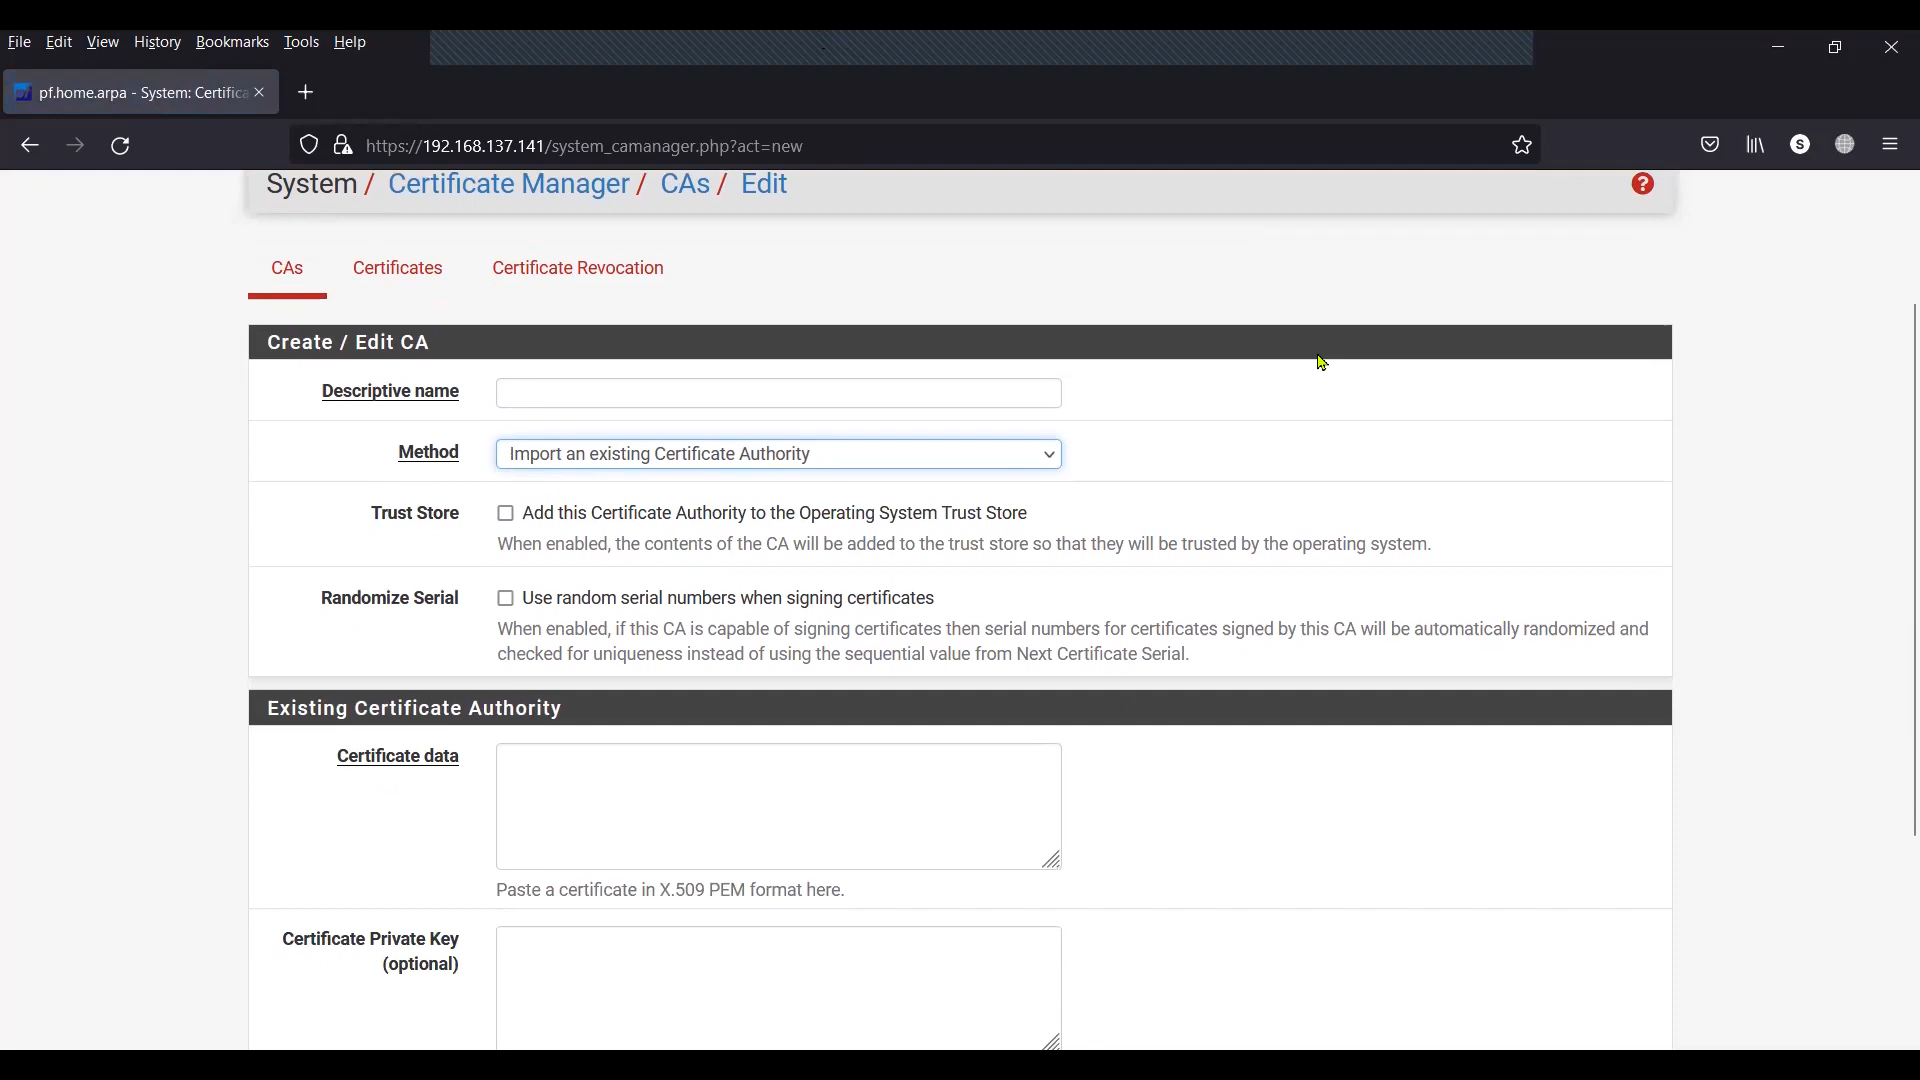 File Edit View History Bookmarks Tools Help
pf.home.arpa - System: Certifica
https://192.168.137.141/system_camanager.php?act=new
S
System / Certificate Manager / CAs / Edit
?
CAs Certificates Certificate Revocation
Create / Edit CA
Descriptive name
Method Import an existing Certificate Authority
Trust Store Add this Certificate Authority to the Operating System Trust Store
When enabled, the contents of the CA will be added to the trust store so that they will be trusted by the operating system.
Randomize Serial Use random serial numbers when signing certificates
When enabled, if this CA is capable of signing certificates then serial numbers for certificates signed by this CA will be automatically randomized and
checked for uniqueness instead of using the sequential value from Next Certificate Serial.
Existing Certificate Authority
Certificate data
Paste a certificate in X.509 PEM format here.
Certificate Private Key
(optional)